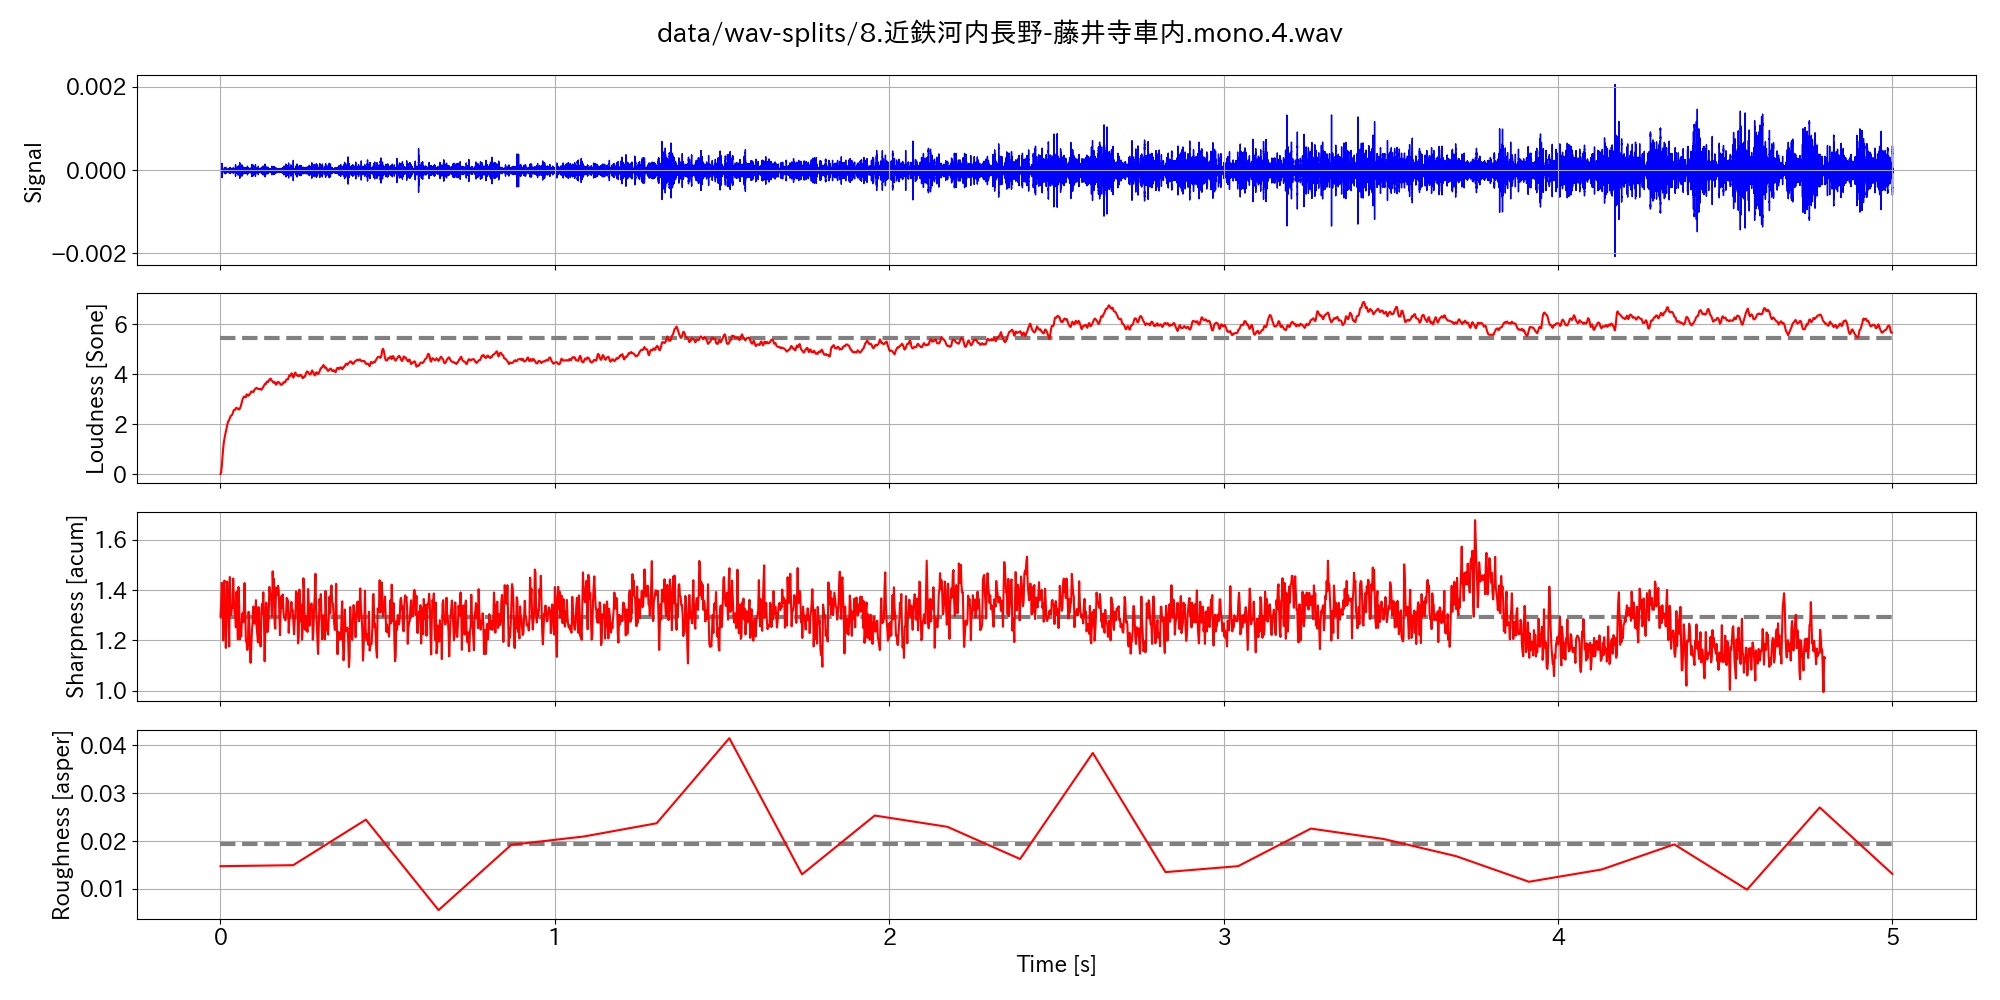 data/wav-splits/8.近鉄河内長野-藤井寺車内.mono.4.wav
0.002
0.000
−0.002
Signal
6
4
2
0
Loudness [Sone]
1.6
1.4
1.2
1.0
Sharpness [acum]
0.04
0.03
0.02
0.01
Roughness [asper]
0 1 2 3 4 5
Time [s]